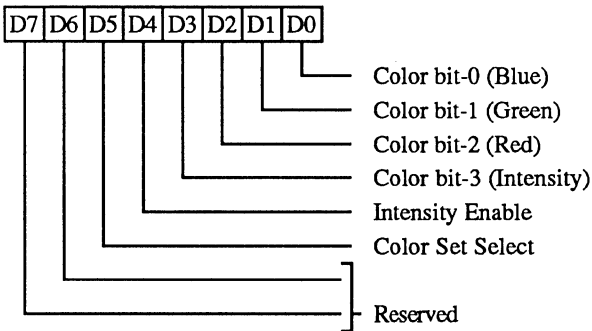 D7 D6 D5 D4 D3 D2 D1 D0
Color bit-0 (Blue)
Color bit-1 (Green)
Color bit-2 (Red)
Color bit-3 (Intensity)
Intensity Enable
Color Set Select
Reserved